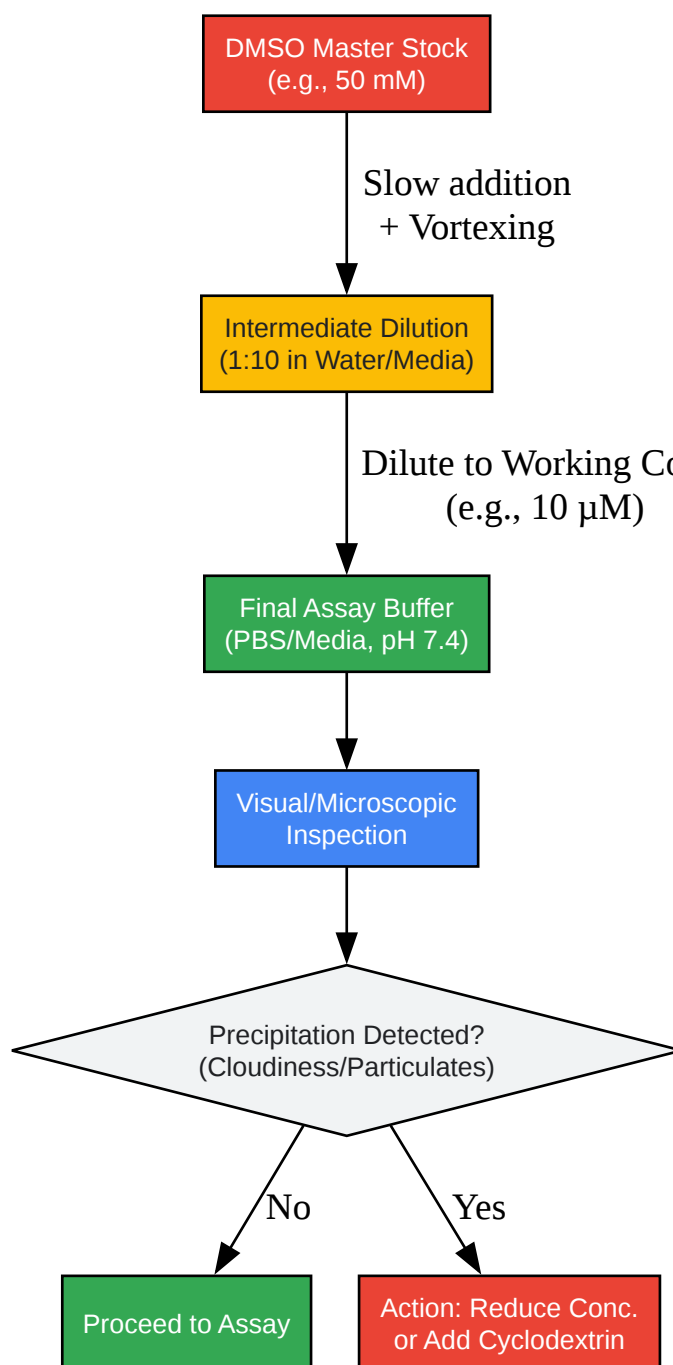 DMSO Master Stock
(e.g., 50 mM)
Slow addition
+ Vortexing
Intermediate Dilution
(1:10 in Water/Media)
Dilute to Working
(e.g., 10 µM)
Final Assay Buffer
(PBS/Media, pH 7.4)
Visual/Microscopic
Inspection
Precipitation Detected?
(Cloudiness/Particulates)
No
Yes
Proceed to Assay
Action: Reduce Conc.
or Add Cyclodextrin